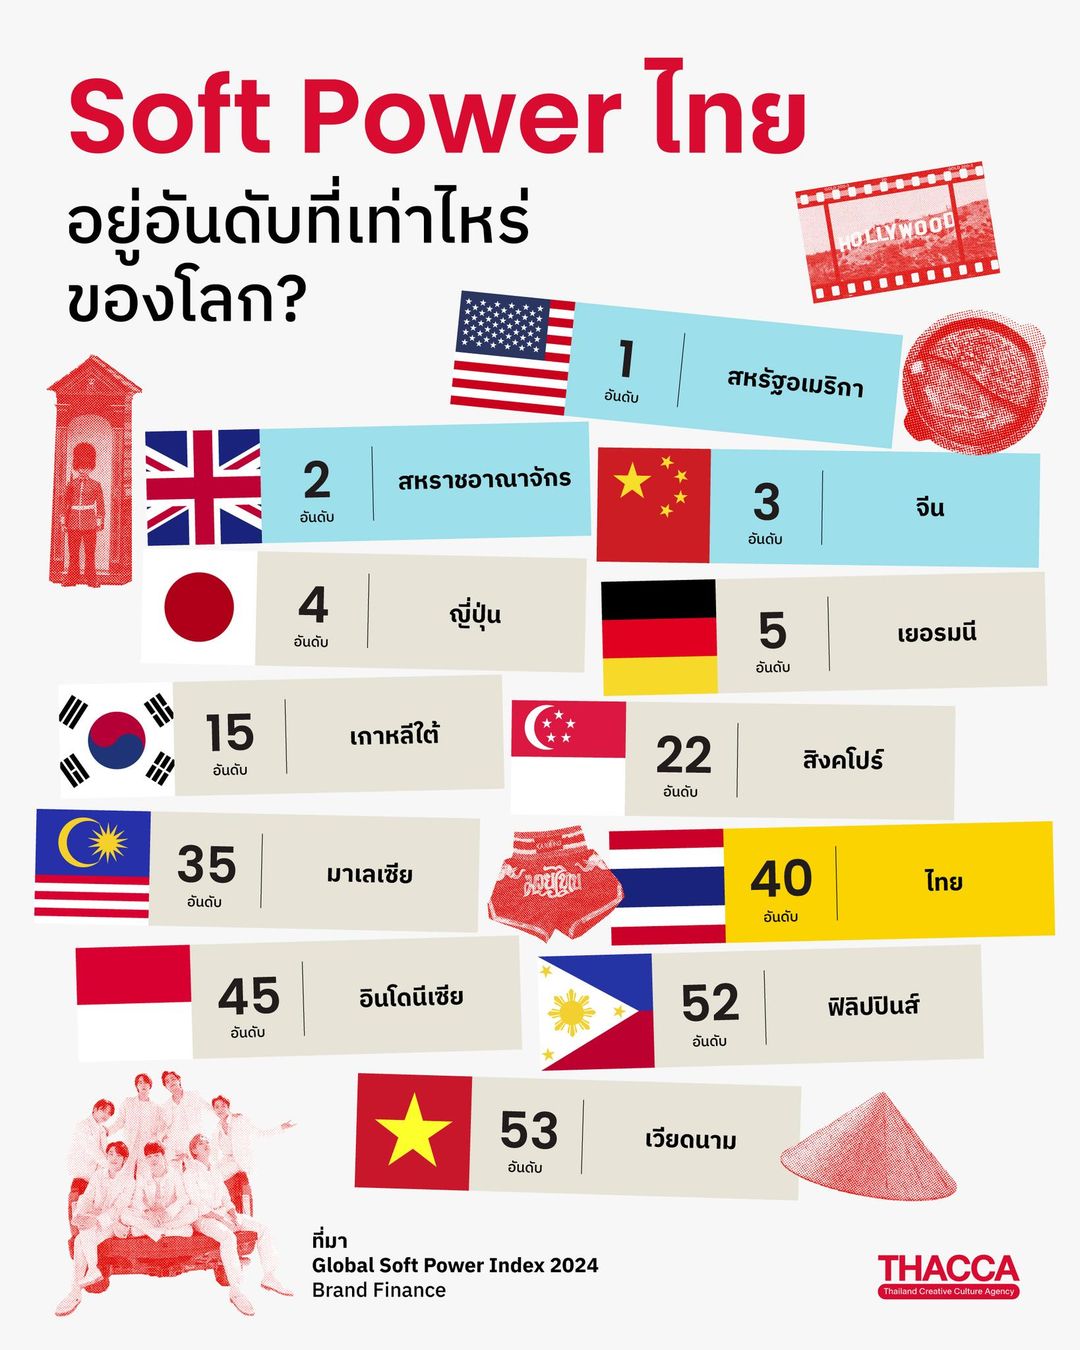 Soft Power ไทย
อยู่อันดับที่เท่าไหร่
ของโลก?
HOLLYWOOD
1
อันดับ
สหรัฐอเมริกา
2
อันดับ
สหราชอาณาจักร
3
อันดับ
จีน
4
อันดับ
ญี่ปุ่น
5
อันดับ
เยอรมนี
15
อันดับ
เกาหลีใต้
22
อันดับ
สิงคโปร์
35
อันดับ
มาเลเซีย
มวยไทย
40
อันดับ
ไทย
45
อันดับ
อินโดนีเซีย
52
อันดับ
ฟิลิปปินส์
53
อันดับ
เวียดนาม
ที่มา
Global Soft Power Index 2024
Brand Finance
THACCA
Thailand Creative Culture Agency